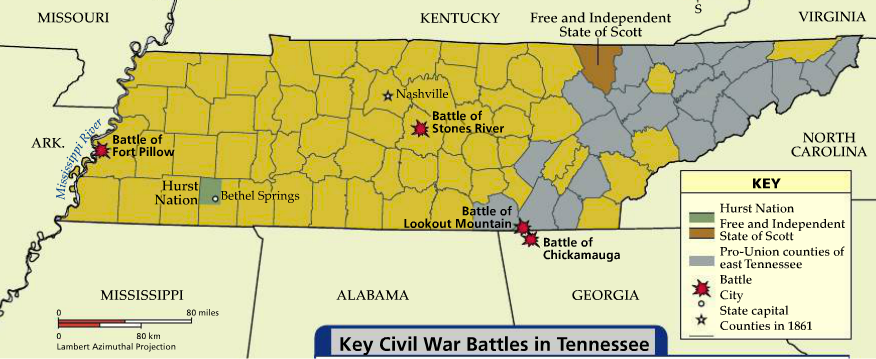 MISSOURI
KENTUCKY
S
VIRGINIA
Free and Independent
State of Scott
Nashville
Battle of
Stones River
ARK.
Mississippi River
Battle of
Fort Pillow
NORTH
CAROLINA
Hurst
Nation
Bethel Springs
Battle of
Lookout Mountain
Battle of
Chickamauga
MISSISSIPPI
ALABAMA
GEORGIA
KEY
Hurst Nation
Free and Independent
State of Scott
Pro-Union counties of
east Tennessee
Battle
City
State capital
Counties in 1861
0 80 miles
0 80 km
Lambert Azimuthal Projection
Key Civil War Battles in Tennessee